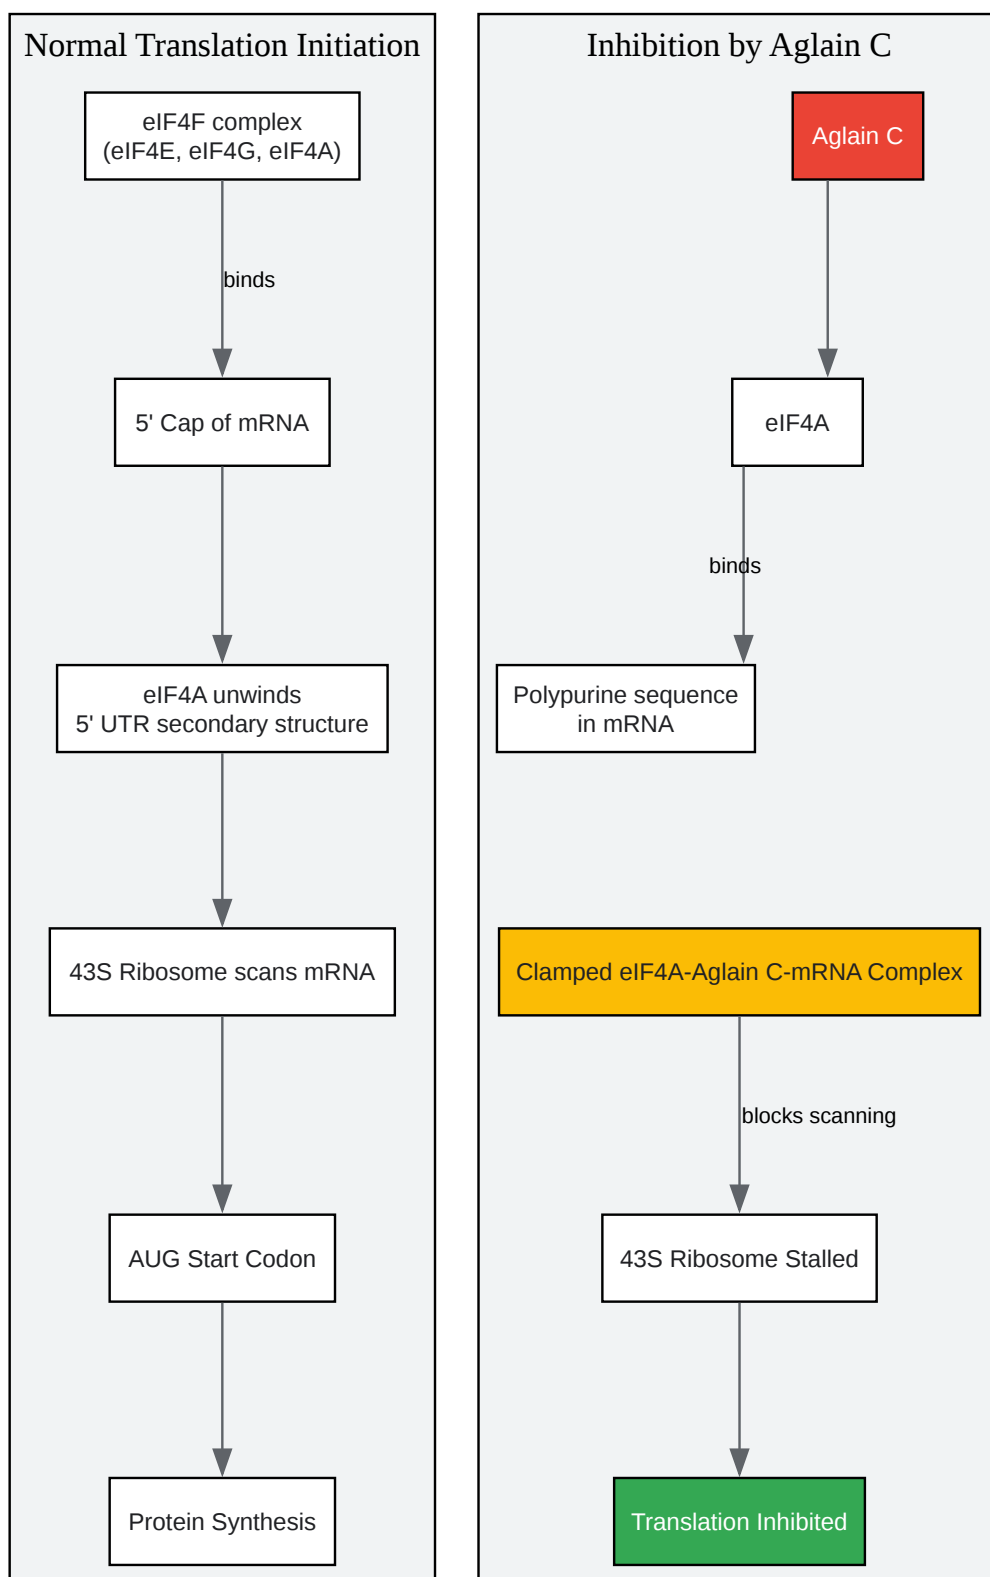 Normal Translation Initiation
eIF4F complex
(eIF4E, eIF4G, eIF4A)
binds
5' Cap of mRNA
eIF4A unwinds
5' UTR secondary structure
43S Ribosome scans mRNA
AUG Start Codon
Protein Synthesis
Inhibition by Aglain C
Aglain C
eIF4A
binds
Polypurine sequence
in mRNA
Clamped eIF4A-Aglain C-mRNA Complex
blocks scanning
43S Ribosome Stalled
Translation Inhibited